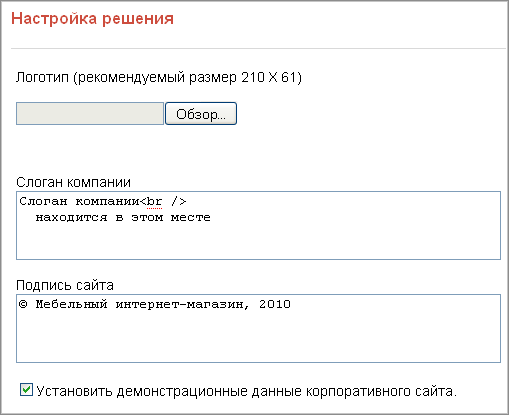 Настройка решения
Логотип (рекомендуемый размер 210 X 61)
Обзор...
Слоган компании
Слоган компании<br />
находится в этом месте
Подпись сайта
© Мебельный интернет-магазин, 2010
Установить демонстрационные данные корпоративного сайта.